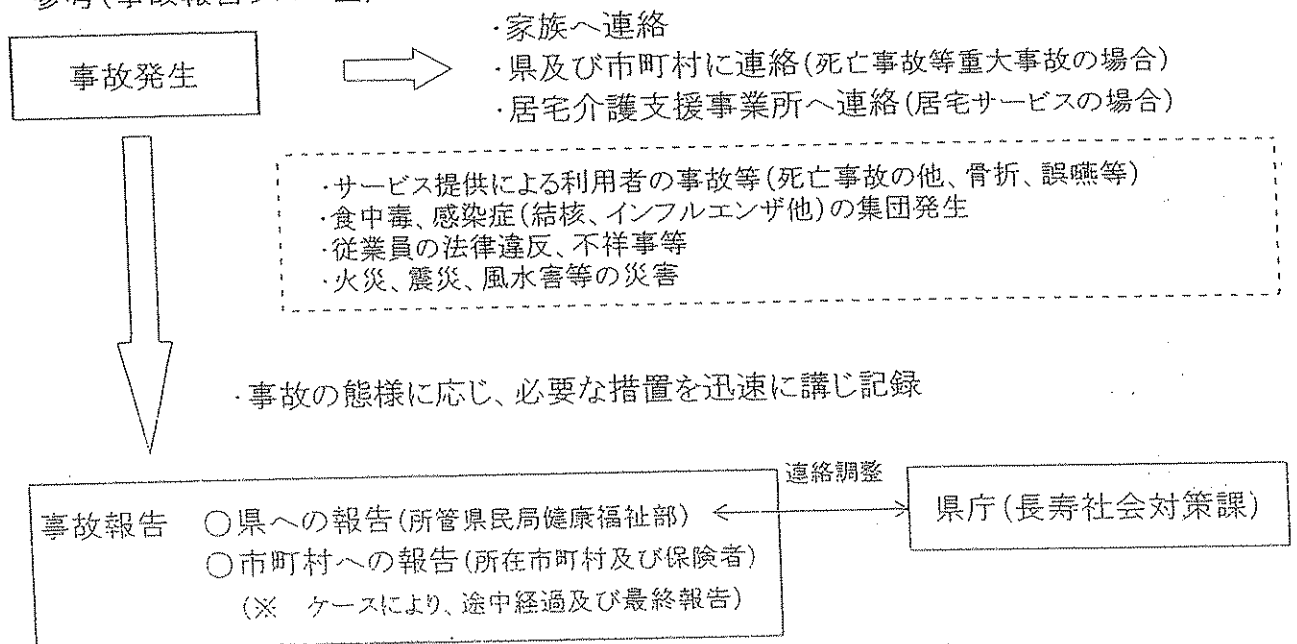 事故発生
・家族へ連絡
・県及び市町村に連絡(死亡事故等重大事故の場合)
・居宅介護支援事業所へ連絡(居宅サービスの場合)
・サービス提供による利用者の事故等(死亡事故の他、骨折、誤嚥等)
・食中毒、感染症(結核、インフルエンザ他)の集団発生
・従業員の法律違反、不祥事等
・火災、震災、風水害等の災害
・事故の態様に応じ、必要な措置を迅速に講じ記録
事故報告 ○県への報告(所管県民局健康福祉部)
○市町村への報告(所在市町村及び保険者)
(※ ケースにより、途中経過及び最終報告)
連絡調整
県庁(長寿社会対策課)